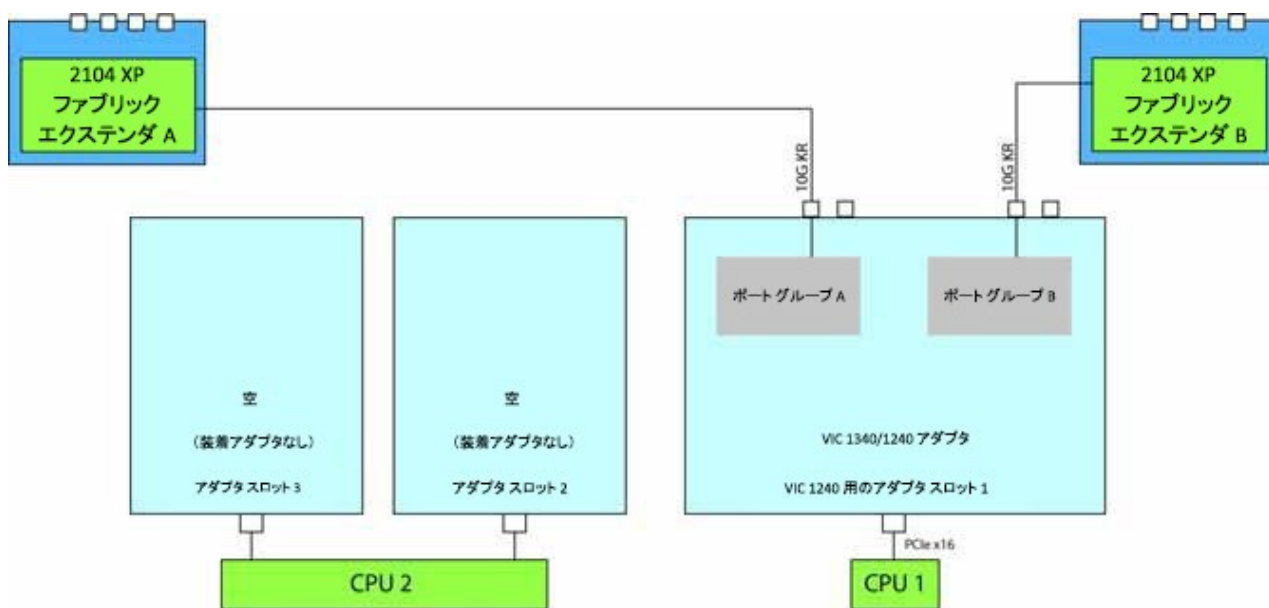 2104 XP
ファブリック
エクステンダ A
2104 XP
ファブリック
エクステンダ B
10G KR
10G KR
ポートグループ A
ポートグループ B
空
(装着アダプタなし)
アダプタ スロット 3
空
(装着アダプタなし)
アダプタ スロット 2
VIC 1340/1240 アダプタ
VIC 1240 用のアダプタ スロット 1
PCIe x16
CPU 2
CPU 1